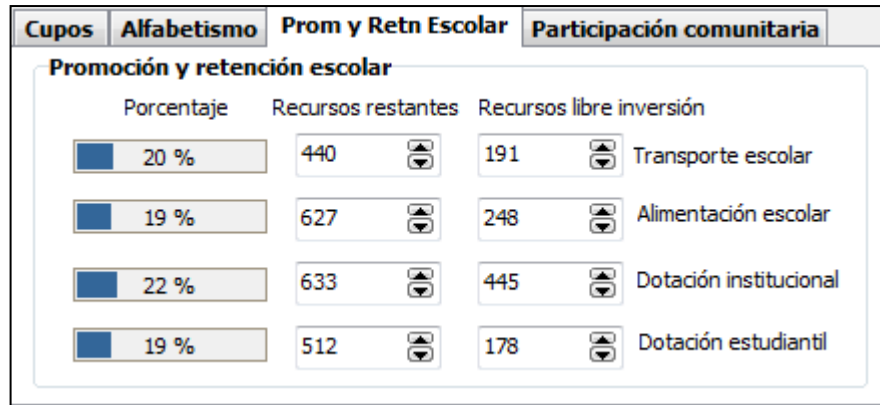 Cupos Alfabetismo Prom y Retn Escolar Participación comunitaria
Promoción y retención escolar
Porcentaje Recursos restantes Recursos libre inversión
20 % 440 191 Transporte escolar
19 % 627 248 Alimentación escolar
22 % 633 445 Dotación institucional
19 % 512 178 Dotación estudiantil